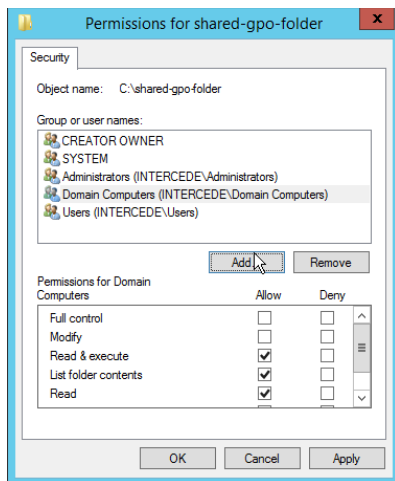 Permissions for shared-gpo-folder
x
Security
Object name: C:\shared-gpo-folder
Group or user names:
CREATOR OWNER
SYSTEM
Administrators (INTERCEDE\Administrators)
Domain Computers (INTERCEDE\Domain Computers)
Users (INTERCEDE\Users)
Add... Remove
Permissions for Domain
Computers Allow Deny
Full control
Modify
Read & execute
List folder contents
Read
OK Cancel Apply